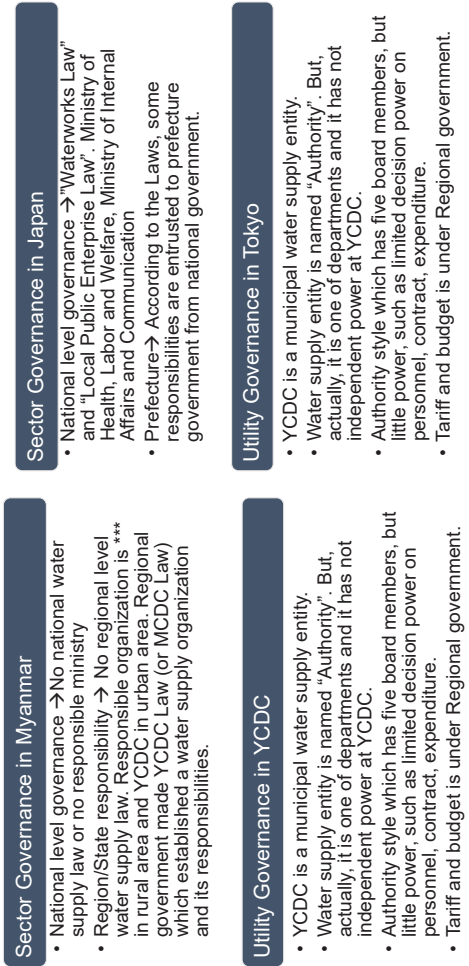 Sector Governance in Myanmar
• National level governance →No national water
supply law or no responsible ministry
• Region/State responsibility → No regional level
water supply law. Responsible organization is ***
in rural area and YCDC in urban area. Regional
government made YCDC Law (or MCDC Law)
which established a water supply organization
and its responsibilities.
Sector Governance in Japan
• National level governance →”Waterworks Law”
and “Local Public Enterprise Law”. Ministry of
Health, Labor and Welfare, Ministry of Internal
Affairs and Communication
• Prefecture→ According to the Laws, some
responsibilities are entrusted to prefecture
government from national government.
Utility Governance in YCDC
• YCDC is a municipal water supply entity.
• Water supply entity is named “Authority”. But,
actually, it is one of departments and it has not
independent power at YCDC.
• Authority style which has five board members, but
little power, such as limited decision power on
personnel, contract, expenditure.
• Tariff and budget is under Regional government.
Utility Governance in Tokyo
• YCDC is a municipal water supply entity.
• Water supply entity is named “Authority”. But,
actually, it is one of departments and it has not
independent power at YCDC.
• Authority style which has five board members, but
little power, such as limited decision power on
personnel, contract, expenditure.
• Tariff and budget is under Regional government.